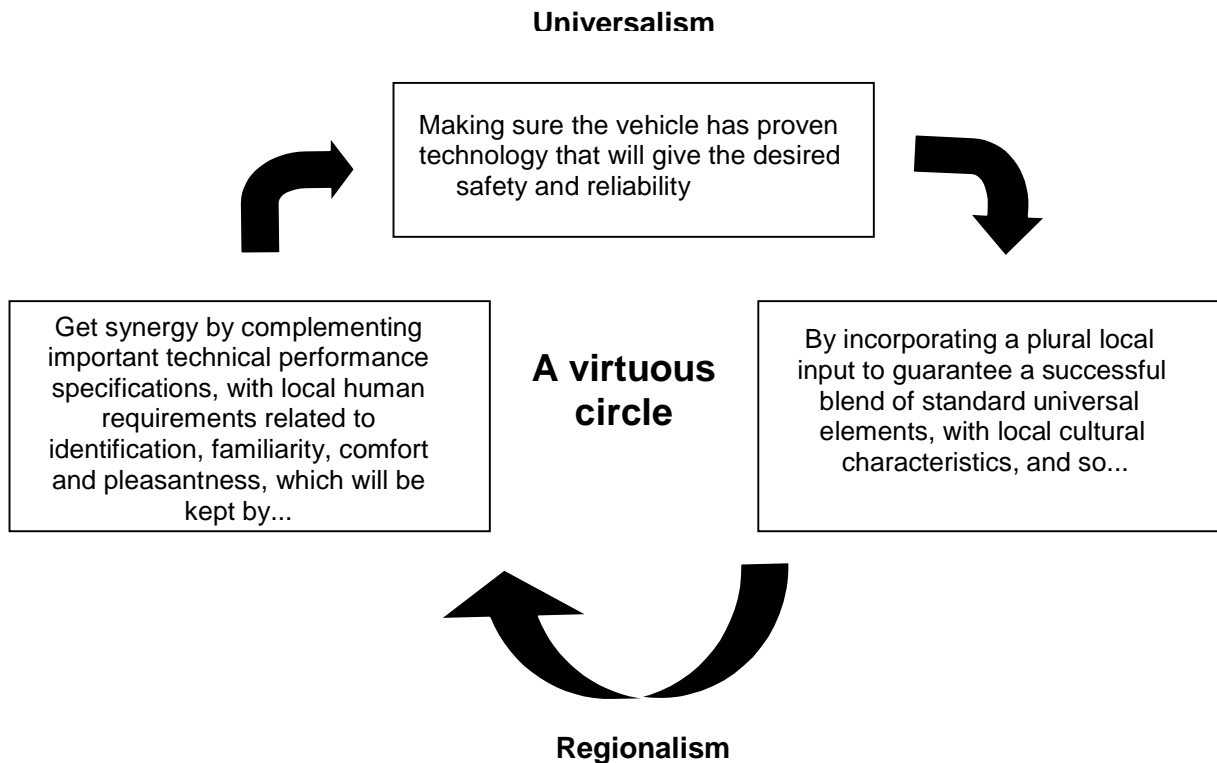 Universalism
Making sure the vehicle has proven
technology that will give the desired
safety and reliability
Get synergy by complementing
important technical performance
specifications, with local human
requirements related to
identification, familiarity, comfort
and pleasantness, which will be
kept by...
A virtuous
circle
By incorporating a plural local
input to guarantee a successful
blend of standard universal
elements, with local cultural
characteristics, and so...
Regionalism